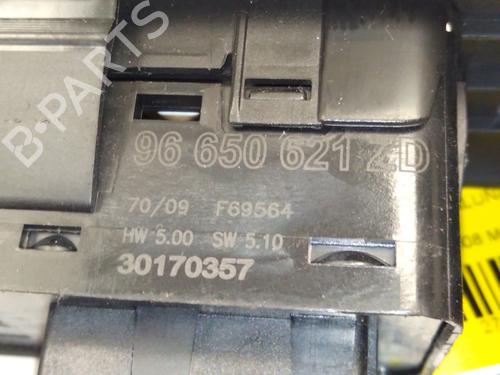 B-PARTS
96 650 621 ZD
70/09 F69564
HW 5.00 SW 5.10
30170357